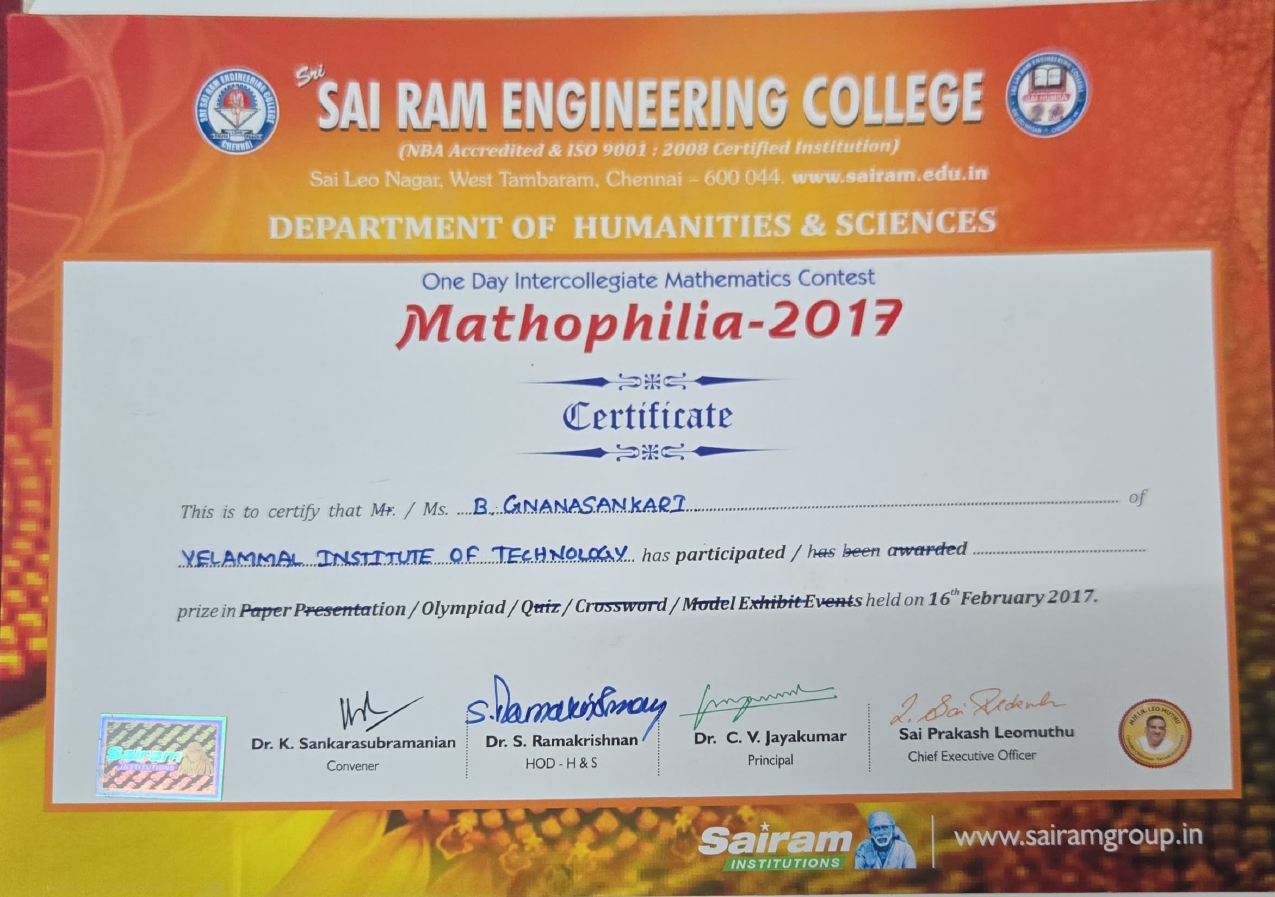 Sri
SAI RAM ENGINEERING COLLEGE
(NBA Accredited & ISO 9001 : 2008 Certified Institution)
Sai Leo Nagar, West Tambaram, Chennai – 600 044. www.sairam.edu.in
DEPARTMENT OF HUMANITIES & SCIENCES
One Day Intercollegiate Mathematics Contest
Mathophilia-2017
Certificate
This is to certify that Mr. / Ms. B. GNANASANKARI of
VELAMMAL INSTITUTE OF TECHNOLOGY has participated / has been awarded
prize in Paper Presentation / Olympiad / Quiz / Crossword / Model Exhibit Events held on 16th February 2017.
S. Ramakrishnan
Dr. K. Sankarasubramanian
Convener
Dr. S. Ramakrishnan
HOD - H & S
Dr. C. V. Jayakumar
Principal
Sai Prakash Leomuthu
Chief Executive Officer
Sairam
INSTITUTIONS
Sairam
INSTITUTIONS
www.sairamgroup.in